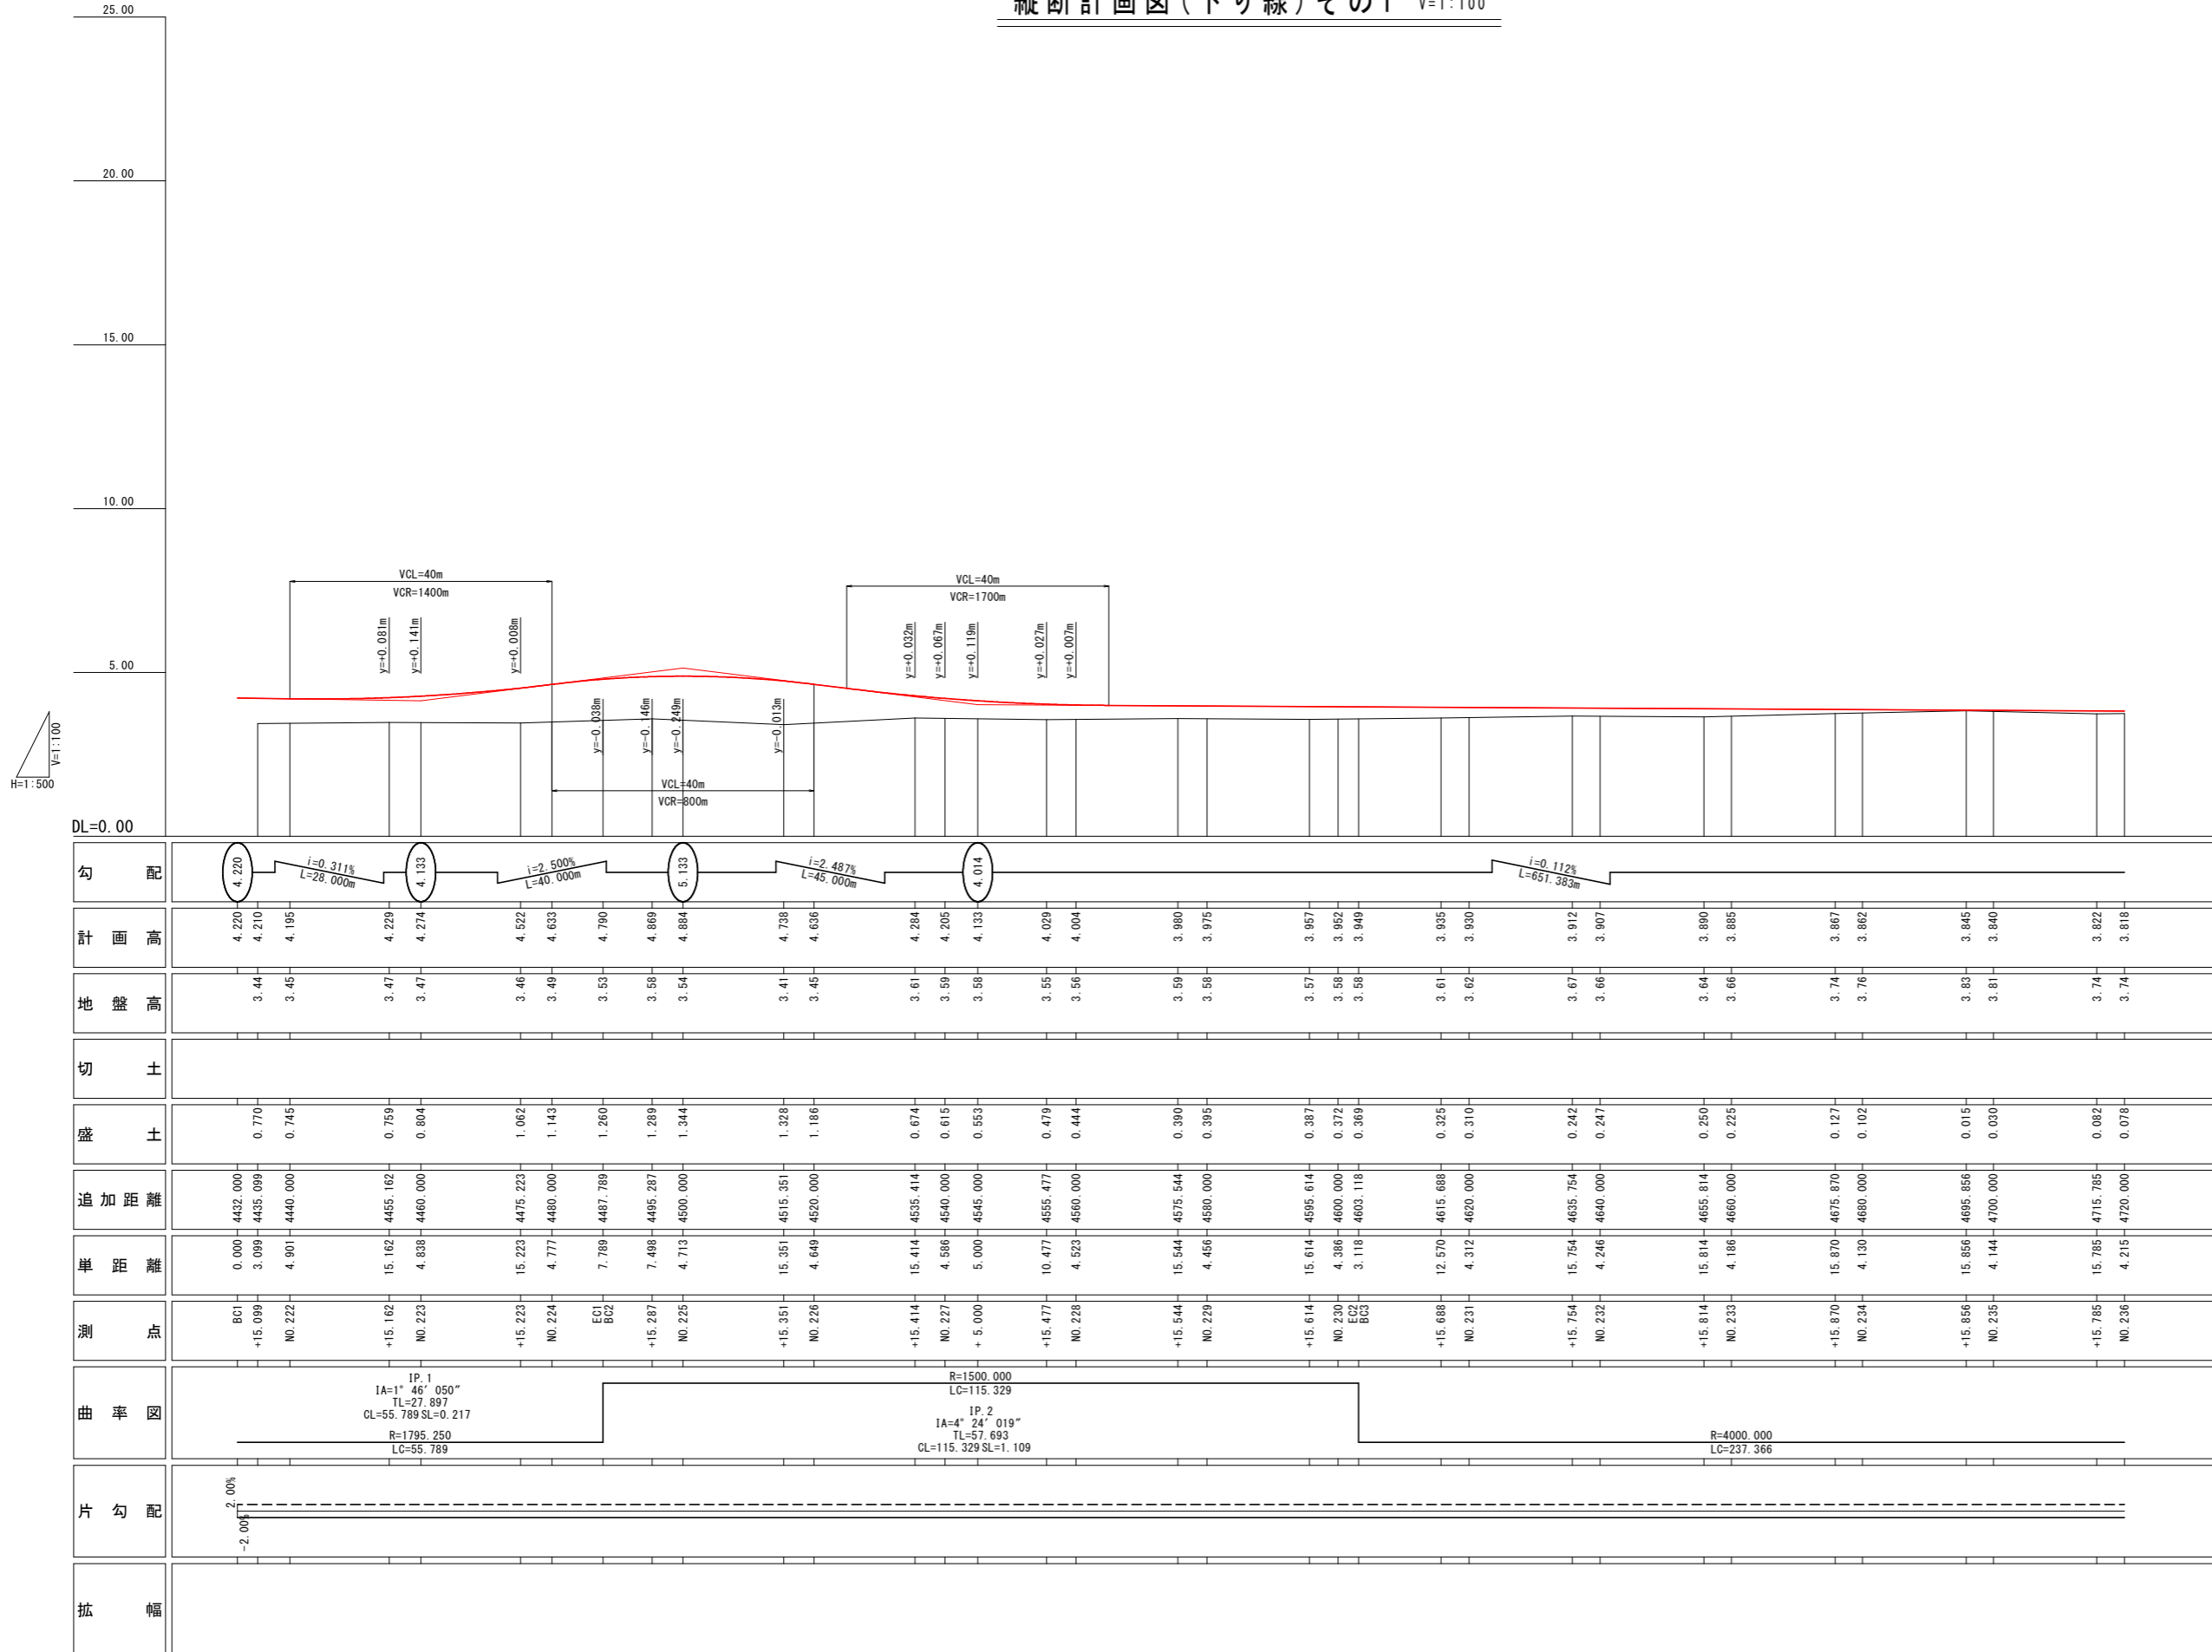 縦断計画図(下り線)その1 V=1:100
25.00
20.00
15.00
10.00
5.00
DL=0.00
V=1:100
H=1:500
VCL=40m
VCR=1400m
y=+0.081m
y=+0.141m
y=+0.008m
VCL=40m
VCR=1700m
y=+0.032m
y=+0.067m
y=+0.119m
y=+0.027m
y=+0.007m
y=-0.038m
y=-0.146m
y=-0.249m
y=-0.013m
VCL=40m
VCR=800m
勾配
4.220
i=0.311%
L=28.000m
4.133
i=2.500%
L=40.000m
5.133
i=2.487%
L=45.000m
4.014
i=0.112%
L=651.383m
計画高
4.220 4.210 4.195 4.229 4.274 4.522 4.633 4.790 4.869 4.884 4.738 4.636 4.284 4.205 4.133 4.029 4.004 3.980 3.975 3.957 3.952 3.949 3.935 3.930 3.912 3.907 3.890 3.885 3.867 3.862 3.845 3.840 3.822 3.818
地盤高
3.44 3.45 3.47 3.47 3.46 3.49 3.53 3.58 3.54 3.41 3.45 3.61 3.59 3.58 3.55 3.56 3.59 3.58 3.57 3.58 3.58 3.61 3.62 3.67 3.66 3.64 3.66 3.74 3.76 3.83 3.81 3.74 3.74
切土
盛土
0.770 0.745 0.759 0.804 1.062 1.143 1.260 1.289 1.344 1.328 1.186 0.674 0.615 0.553 0.479 0.444 0.390 0.395 0.387 0.372 0.369 0.325 0.310 0.242 0.247 0.250 0.225 0.127 0.102 0.015 0.030 0.082 0.078
追加距離
4432.000 4435.099 4440.000 4455.162 4460.000 4475.223 4480.000 4487.789 4495.287 4500.000 4515.351 4520.000 4535.414 4540.000 4545.000 4555.477 4560.000 4575.544 4580.000 4595.614 4600.000 4603.118 4615.688 4620.000 4635.754 4640.000 4655.814 4660.000 4675.870 4680.000 4695.856 4700.000 4715.785 4720.000
単距離
0.000 3.099 4.901 15.162 4.838 15.223 4.777 7.789 7.498 4.713 15.351 4.649 15.414 4.586 5.000 10.477 4.523 15.544 4.456 15.614 4.386 3.118 12.570 4.312 15.754 4.246 15.814 4.186 15.870 4.130 15.856 4.144 15.785 4.215
測点
BC1 +15.099 NO.222 +15.162 NO.223 +15.223 NO.224 EC1 BC2 +15.287 NO.225 +15.351 NO.226 +15.414 NO.227 + 5.000 +15.477 NO.228 +15.544 NO.229 +15.614 NO.230 EC2 BC3 +15.688 NO.231 +15.754 NO.232 +15.814 NO.233 +15.870 NO.234 +15.856 NO.235 +15.785 NO.236
曲率図
IP.1
IA=1° 46′ 050″
TL=27.897
CL=55.789 SL=0.217
R=1795.250
LC=55.789
R=1500.000
LC=115.329
IP.2
IA=4° 24′ 019″
TL=57.693
CL=115.329 SL=1.109
R=4000.000
LC=237.366
片勾配
2.00%
-2.00%
拡幅